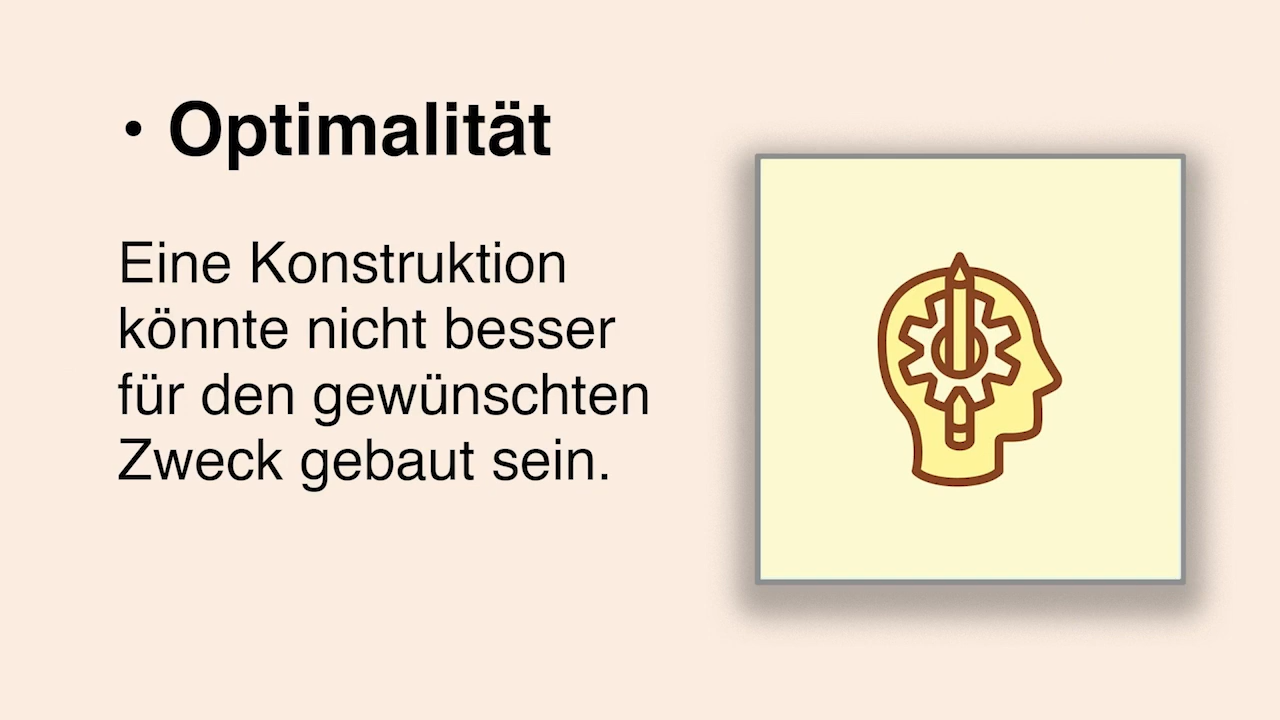 • Optimalität
Eine Konstruktion
könnte nicht besser
für den gewünschten
Zweck gebaut sein.